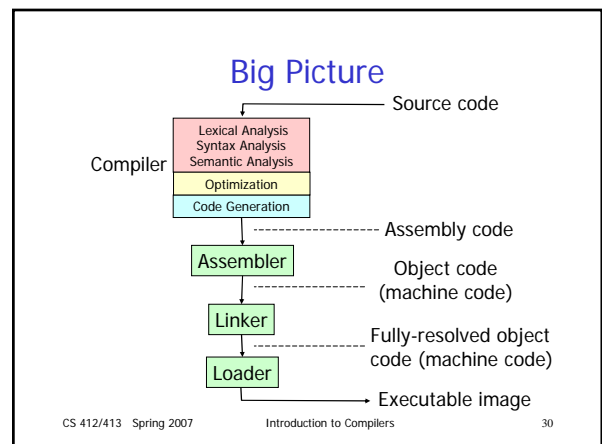 Big Picture
Source code
Lexical Analysis
Syntax Analysis
Semantic Analysis
Compiler
Optimization
Code Generation
Assembly code
Assembler
Object code
(machine code)
Linker
Fully-resolved object
code (machine code)
Loader
Executable image
CS 412/413 Spring 2007 Introduction to Compilers 30